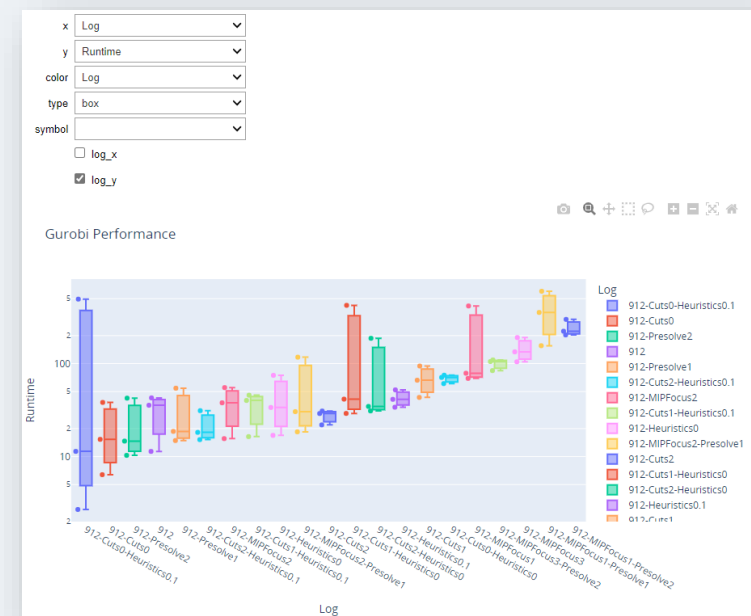 x Log
y Runtime
color Log
type box
symbol
log_x
log_y
Gurobi Performance
Log
912-Cuts0-Heuristics0.1
912-Cuts0
912-Presolve2
912
912-Presolve1
912-Cuts2-Heuristics0.1
912-MIPFocus2
912-Cuts1-Heuristics0.1
912-Heuristics0
912-MIPFocus2-Presolve1
912-Cuts2
912-Cuts1-Heuristics0
912-Cuts2-Heuristics0
912-Heuristics0.1
912-Cuts1
Runtime
5
2
100
5
2
10
5
2
912-Cuts0-Heuristics0.1
912-Cuts0
912-Presolve2
912
912-Presolve1
912-Cuts2-Heuristics0.1
912-MIPFocus2
912-Cuts1-Heuristics0.1
912-Heuristics0
912-MIPFocus2-Presolve1
912-Cuts2
912-Cuts1-Heuristics0
912-Cuts2-Heuristics0
912-Heuristics0.1
912-Cuts1
912-Cuts0-Heuristics0
912-MIPFocus1
912-MIPFocus3-Presolve2
912-MIPFocus3
912-MIPFocus1-Presolve1
912-MIPFocus1-Presolve2
Log